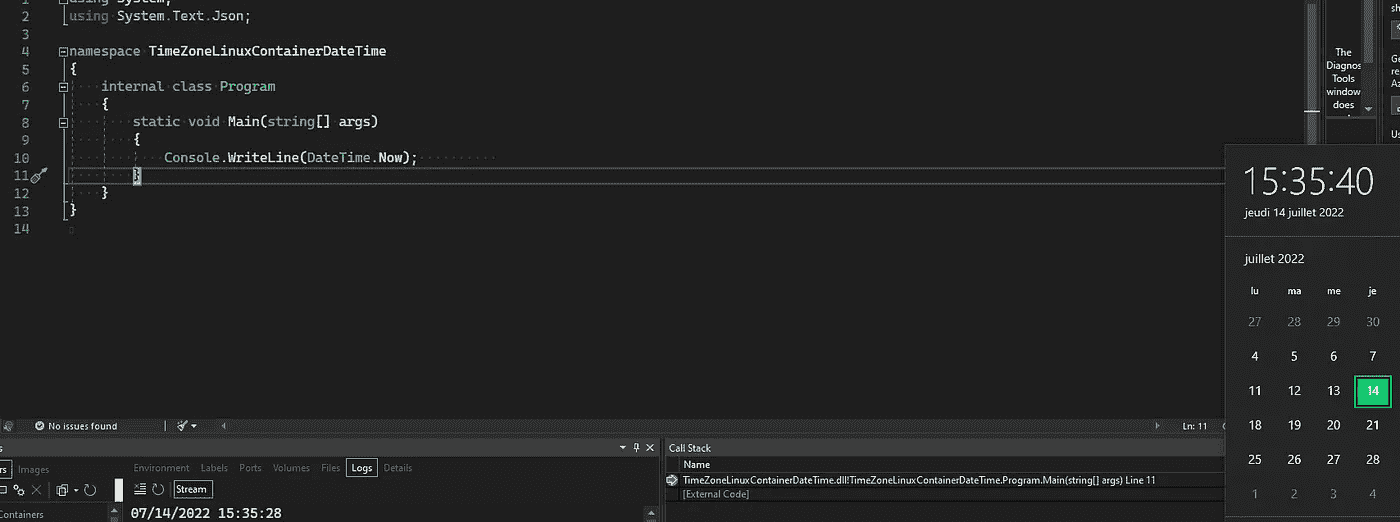 1 using System;
2 using System.Text.Json;
3
4 namespace TimeZoneLinuxContainerDateTime
5 {
6 internal class Program
7 {
8 static void Main(string[] args)
9 {
10 Console.WriteLine(DateTime.Now);
11 }
12 }
13 }
14
No issues found
Ln: 11
The
Diagnos
Tools
window
does
sh
Ge
re
Az
Us
15:35:40
jeudi 14 juillet 2022
juillet 2022
lu ma me je
27 28 29 30
4 5 6 7
11 12 13 14
18 19 20 21
25 26 27 28
1 2 3 4
s
rs Images
Containers
Environment Labels Ports Volumes Files Logs Details
Stream
07/14/2022 15:35:28
Call Stack
Name
TimeZoneLinuxContainerDateTime.dll!TimeZoneLinuxContainerDateTime.Program.Main(string[] args) Line 11
[External Code]